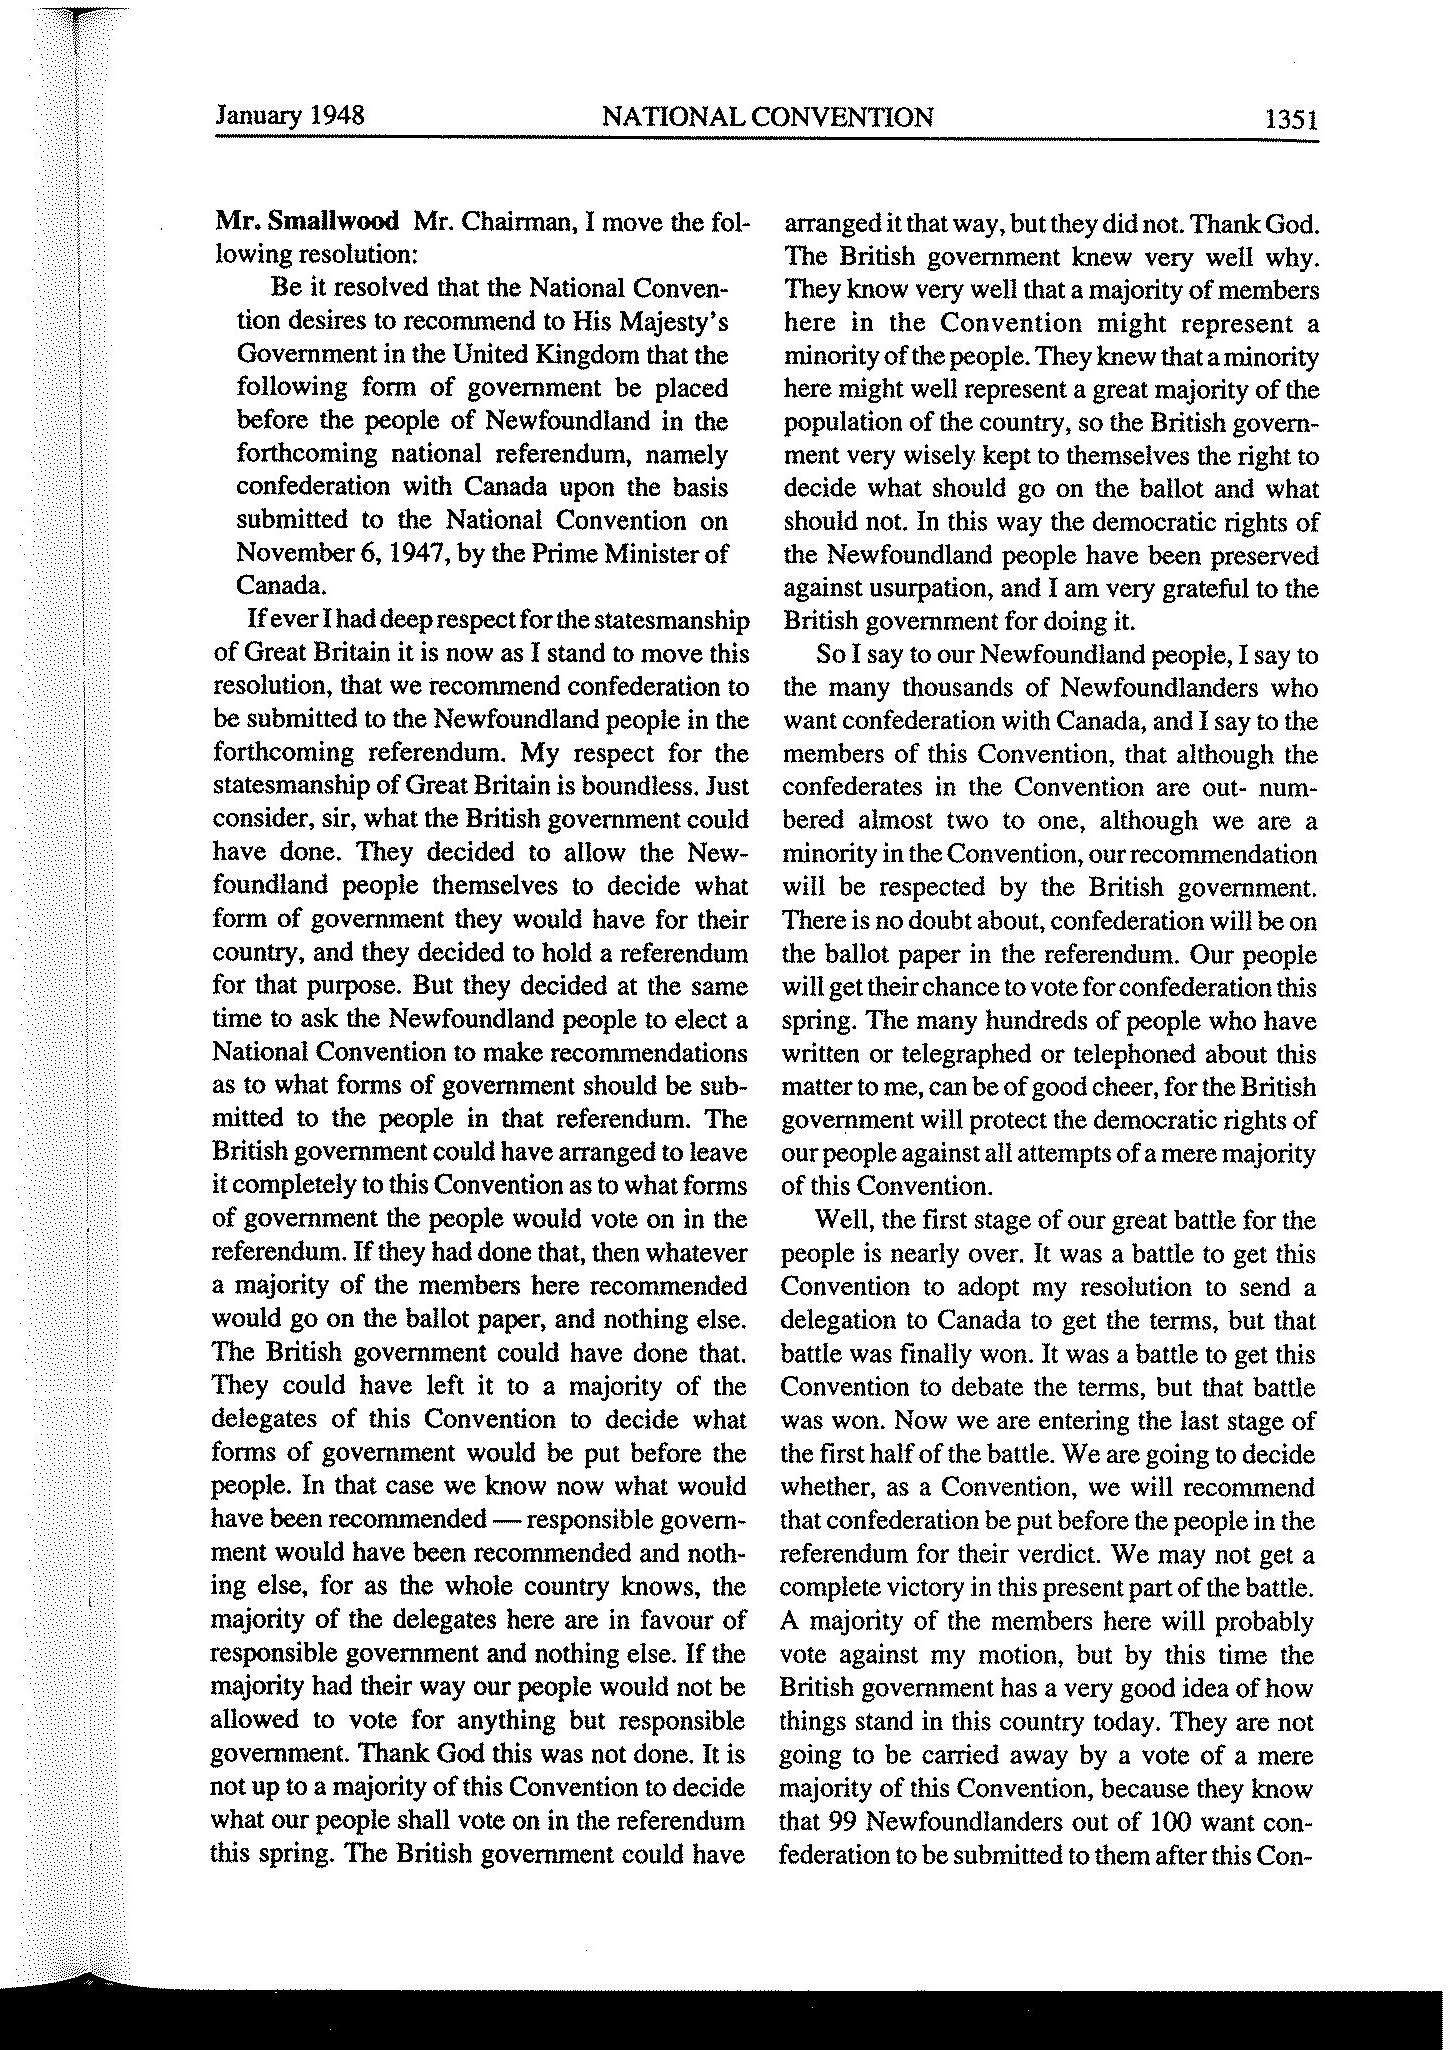 January 1948
NATIONAL CONVENTION
1351
Mr. Smallwood Mr. Chairman, I move the fol-
lowing resolution:
Be it resolved that the National Conven-
tion desires to recommend to His Majesty's
Government in the United Kingdom that the
following form of government be placed
before the people of Newfoundland in the
forthcoming national referendum, namely
confederation with Canada upon the basis
submitted to the National Convention on
November 6, 1947, by the Prime Minister of
Canada.
If ever I had deep respect for the statesmanship
of Great Britain it is now as I stand to move this
resolution, that we recommend confederation to
be submitted to the Newfoundland people in the
forthcoming referendum. My respect for the
statesmanship of Great Britain is boundless. Just
consider, sir, what the British government could
have done. They decided to allow the New-
foundland people themselves to decide what
form of government they would have for their
country, and they decided to hold a referendum
for that purpose. But they decided at the same
time to ask the Newfoundland people to elect a
National Convention to make recommendations
as to what forms of government should be sub-
mitted to the people in that referendum. The
British government could have arranged to leave
it completely to this Convention as to what forms
of government the people would vote on in the
referendum. If they had done that, then whatever
a majority of the members here recommended
would go on the ballot paper, and nothing else.
The British government could have done that.
They could have left it to a majority of the
delegates of this Convention to decide what
forms of government would be put before the
people. In that case we know now what would
have been recommended — responsible govern-
ment would have been recommended and noth-
ing else, for as the whole country knows, the
majority of the delegates here are in favour of
responsible government and nothing else. If the
majority had their way our people would not be
allowed to vote for anything but responsible
government. Thank God this was not done. It is
not up to a majority of this Convention to decide
what our people shall vote on in the referendum
this spring. The British government could have
arranged it that way, but they did not. Thank God.
The British government knew very well why.
They know very well that a majority of members
here in the Convention might represent a
minority of the people. They knew that a minority
here might well represent a great majority of the
population of the country, so the British govern-
ment very wisely kept to themselves the right to
decide what should go on the ballot and what
should not. In this way the democratic rights of
the Newfoundland people have been preserved
against usurpation, and I am very grateful to the
British government for doing it.
So I say to our Newfoundland people, I say to
the many thousands of Newfoundlanders who
want confederation with Canada, and I say to the
members of this Convention, that although the
confederates in the Convention are out- num-
bered almost two to one, although we are a
minority in the Convention, our recommendation
will be respected by the British government.
There is no doubt about, confederation will be on
the ballot paper in the referendum. Our people
will get their chance to vote for confederation this
spring. The many hundreds of people who have
written or telegraphed or telephoned about this
matter to me, can be of good cheer, for the British
government will protect the democratic rights of
our people against all attempts of a mere majority
of this Convention.
Well, the first stage of our great battle for the
people is nearly over. It was a battle to get this
Convention to adopt my resolution to send a
delegation to Canada to get the terms, but that
battle was finally won. It was a battle to get this
Convention to debate the terms, but that battle
was won. Now we are entering the last stage of
the first half of the battle. We are going to decide
whether, as a Convention, we will recommend
that confederation be put before the people in the
referendum for their verdict. We may not get a
complete victory in this present part of the battle.
A majority of the members here will probably
vote against my motion, but by this time the
British government has a very good idea of how
things stand in this country today. They are not
going to be carried away by a vote of a mere
majority of this Convention, because they know
that 99 Newfoundlanders out of 100 want con-
federation to be submitted to them after this Con-